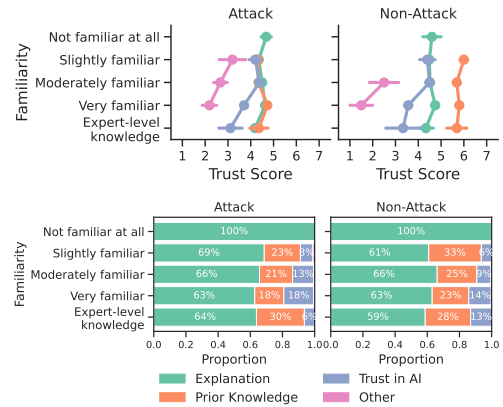 Attack
Non-Attack
Familiarity
Not familiar at all
Slightly familiar
Moderately familiar
Very familiar
Expert-level
knowledge
1 2 3 4 5 6 7
1 2 3 4 5 6 7
Trust Score
Trust Score
Attack
Non-Attack
Familiarity
Not familiar at all
100%
100%
Slightly familiar
69% 23% 8%
61% 33% 6%
Moderately familiar
66% 21% 13%
66% 25% 9%
Very familiar
63% 18% 18%
63% 23% 14%
Expert-level
knowledge
64% 30% 6%
59% 28% 13%
0.0 0.2 0.4 0.6 0.8 1.0
0.0 0.2 0.4 0.6 0.8 1.0
Proportion
Proportion
Explanation
Trust in AI
Prior Knowledge
Other